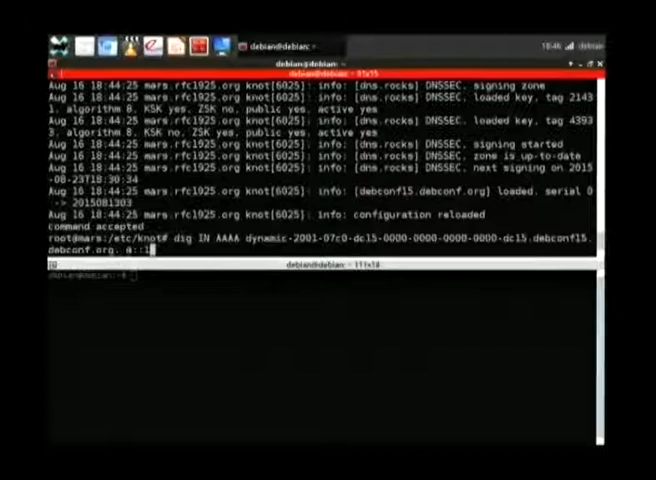 debian@debian: ~
18:46
debian
debian@debian: ~
debian@debian: ~ 81x15
Aug 16 18:44:25 mars.rfc1925.org knot[6025]: info: [dns.rocks] DNSSEC, signing zone
Aug 16 18:44:25 mars.rfc1925.org knot[6025]: info: [dns.rocks] DNSSEC, loaded key, tag 2143
1, algorithm 8, KSK yes, ZSK no, public yes, active yes
Aug 16 18:44:25 mars.rfc1925.org knot[6025]: info: [dns.rocks] DNSSEC, loaded key, tag 4393
3, algorithm 8, KSK no, ZSK yes, public yes, active yes
Aug 16 18:44:25 mars.rfc1925.org knot[6025]: info: [dns.rocks] DNSSEC, signing started
Aug 16 18:44:25 mars.rfc1925.org knot[6025]: info: [dns.rocks] DNSSEC, zone is up-to-date
Aug 16 18:44:25 mars.rfc1925.org knot[6025]: info: [dns.rocks] DNSSEC, next signing on 2015
-08-23T18:30:34
Aug 16 18:44:25 mars.rfc1925.org knot[6025]: info: [debconf15.debconf.org] loaded, serial 0
-> 2015081303
Aug 16 18:44:25 mars.rfc1925.org knot[6025]: info: configuration reloaded
command accepted
root@mars:/etc/knot# dig IN AAAA dynamic-2001-07c0-dc15-0000-0000-0000-0000-dc15.debconf15.
debconf.org. @::1
debian@debian: ~ 111x18
debian@debian:~$